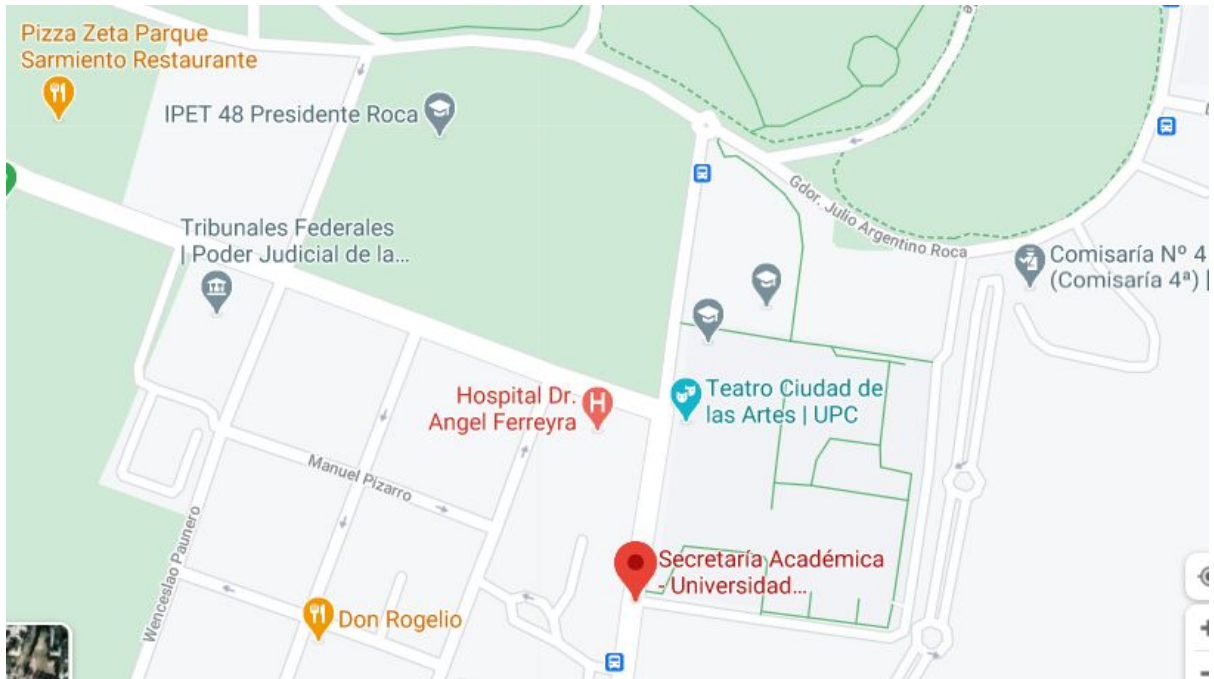 Pizza Zeta Parque
Sarmiento Restaurante
IPET 48 Presidente Roca
Gdor. Julio Argentino Roca
Tribunales Federales
| Poder Judicial de la...
Comisaría Nº 4
(Comisaría 4ª) |
Hospital Dr.
Angel Ferreyra
H
Teatro Ciudad de
las Artes | UPC
Manuel Pizarro
Wenceslao Paunero
Secretaría Académica
- Universidad...
Don Rogelio